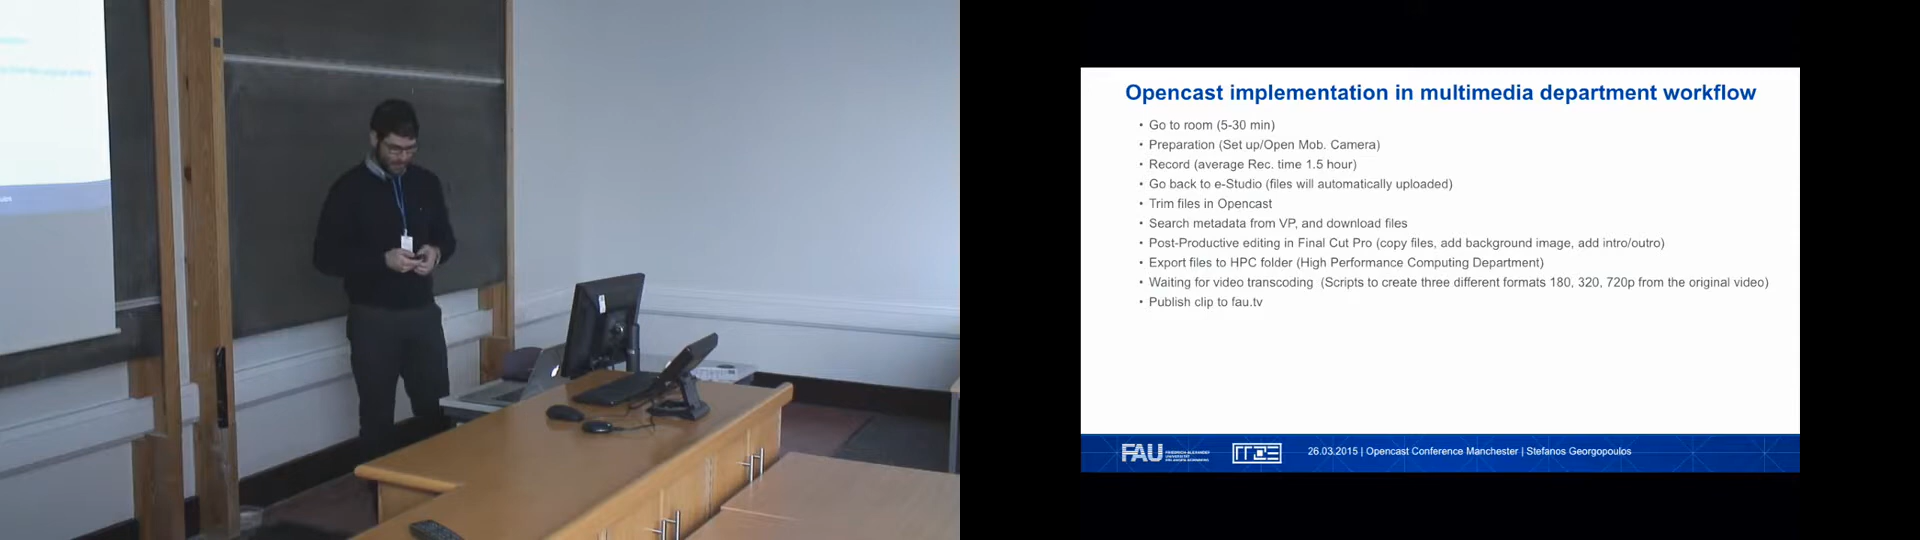 Opencast implementation in multimedia department workflow
• Go to room (5-30 min)
• Preparation (Set up/Open Mob. Camera)
• Record (average Rec. time 1.5 hour)
• Go back to e-Studio (files will automatically uploaded)
• Trim files in Opencast
• Search metadata from VP, and download files
• Post-Productive editing in Final Cut Pro (copy files, add background image, add intro/outro)
• Export files to HPC folder (High Performance Computing Department)
• Waiting for video transcoding (Scripts to create three different formats 180, 320, 720p from the original video)
• Publish clip to fau.tv
FAU FRIEDRICH-ALEXANDER
UNIVERSITÄT
ERLANGEN-NÜRNBERG
26.03.2015 | Opencast Conference Manchester | Stefanos Georgopoulos